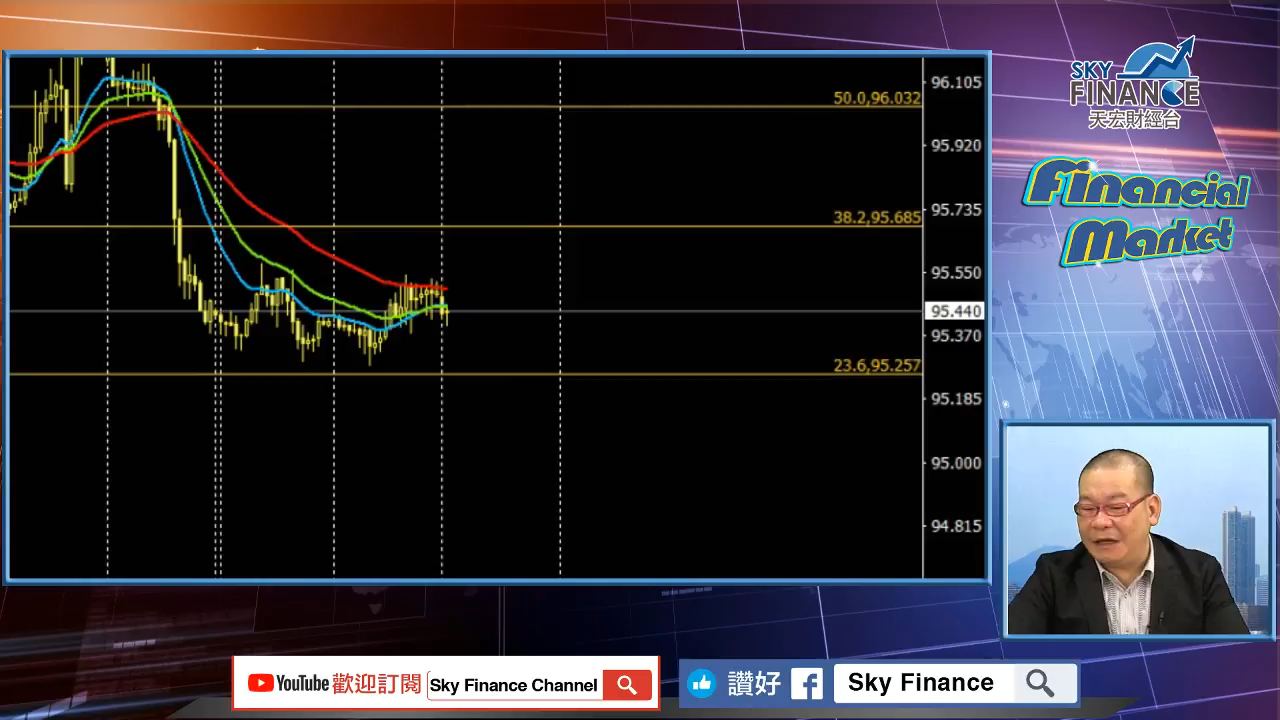 50.0,96.032
38.2,95.685
23.6,95.257
96.105
95.920
95.735
95.550
95.440
95.370
95.185
95.000
94.815
SKY
FINANCE
天宏財經台
Financial
Market
YouTube 歡迎訂閱 Sky Finance Channel
讚好 f Sky Finance